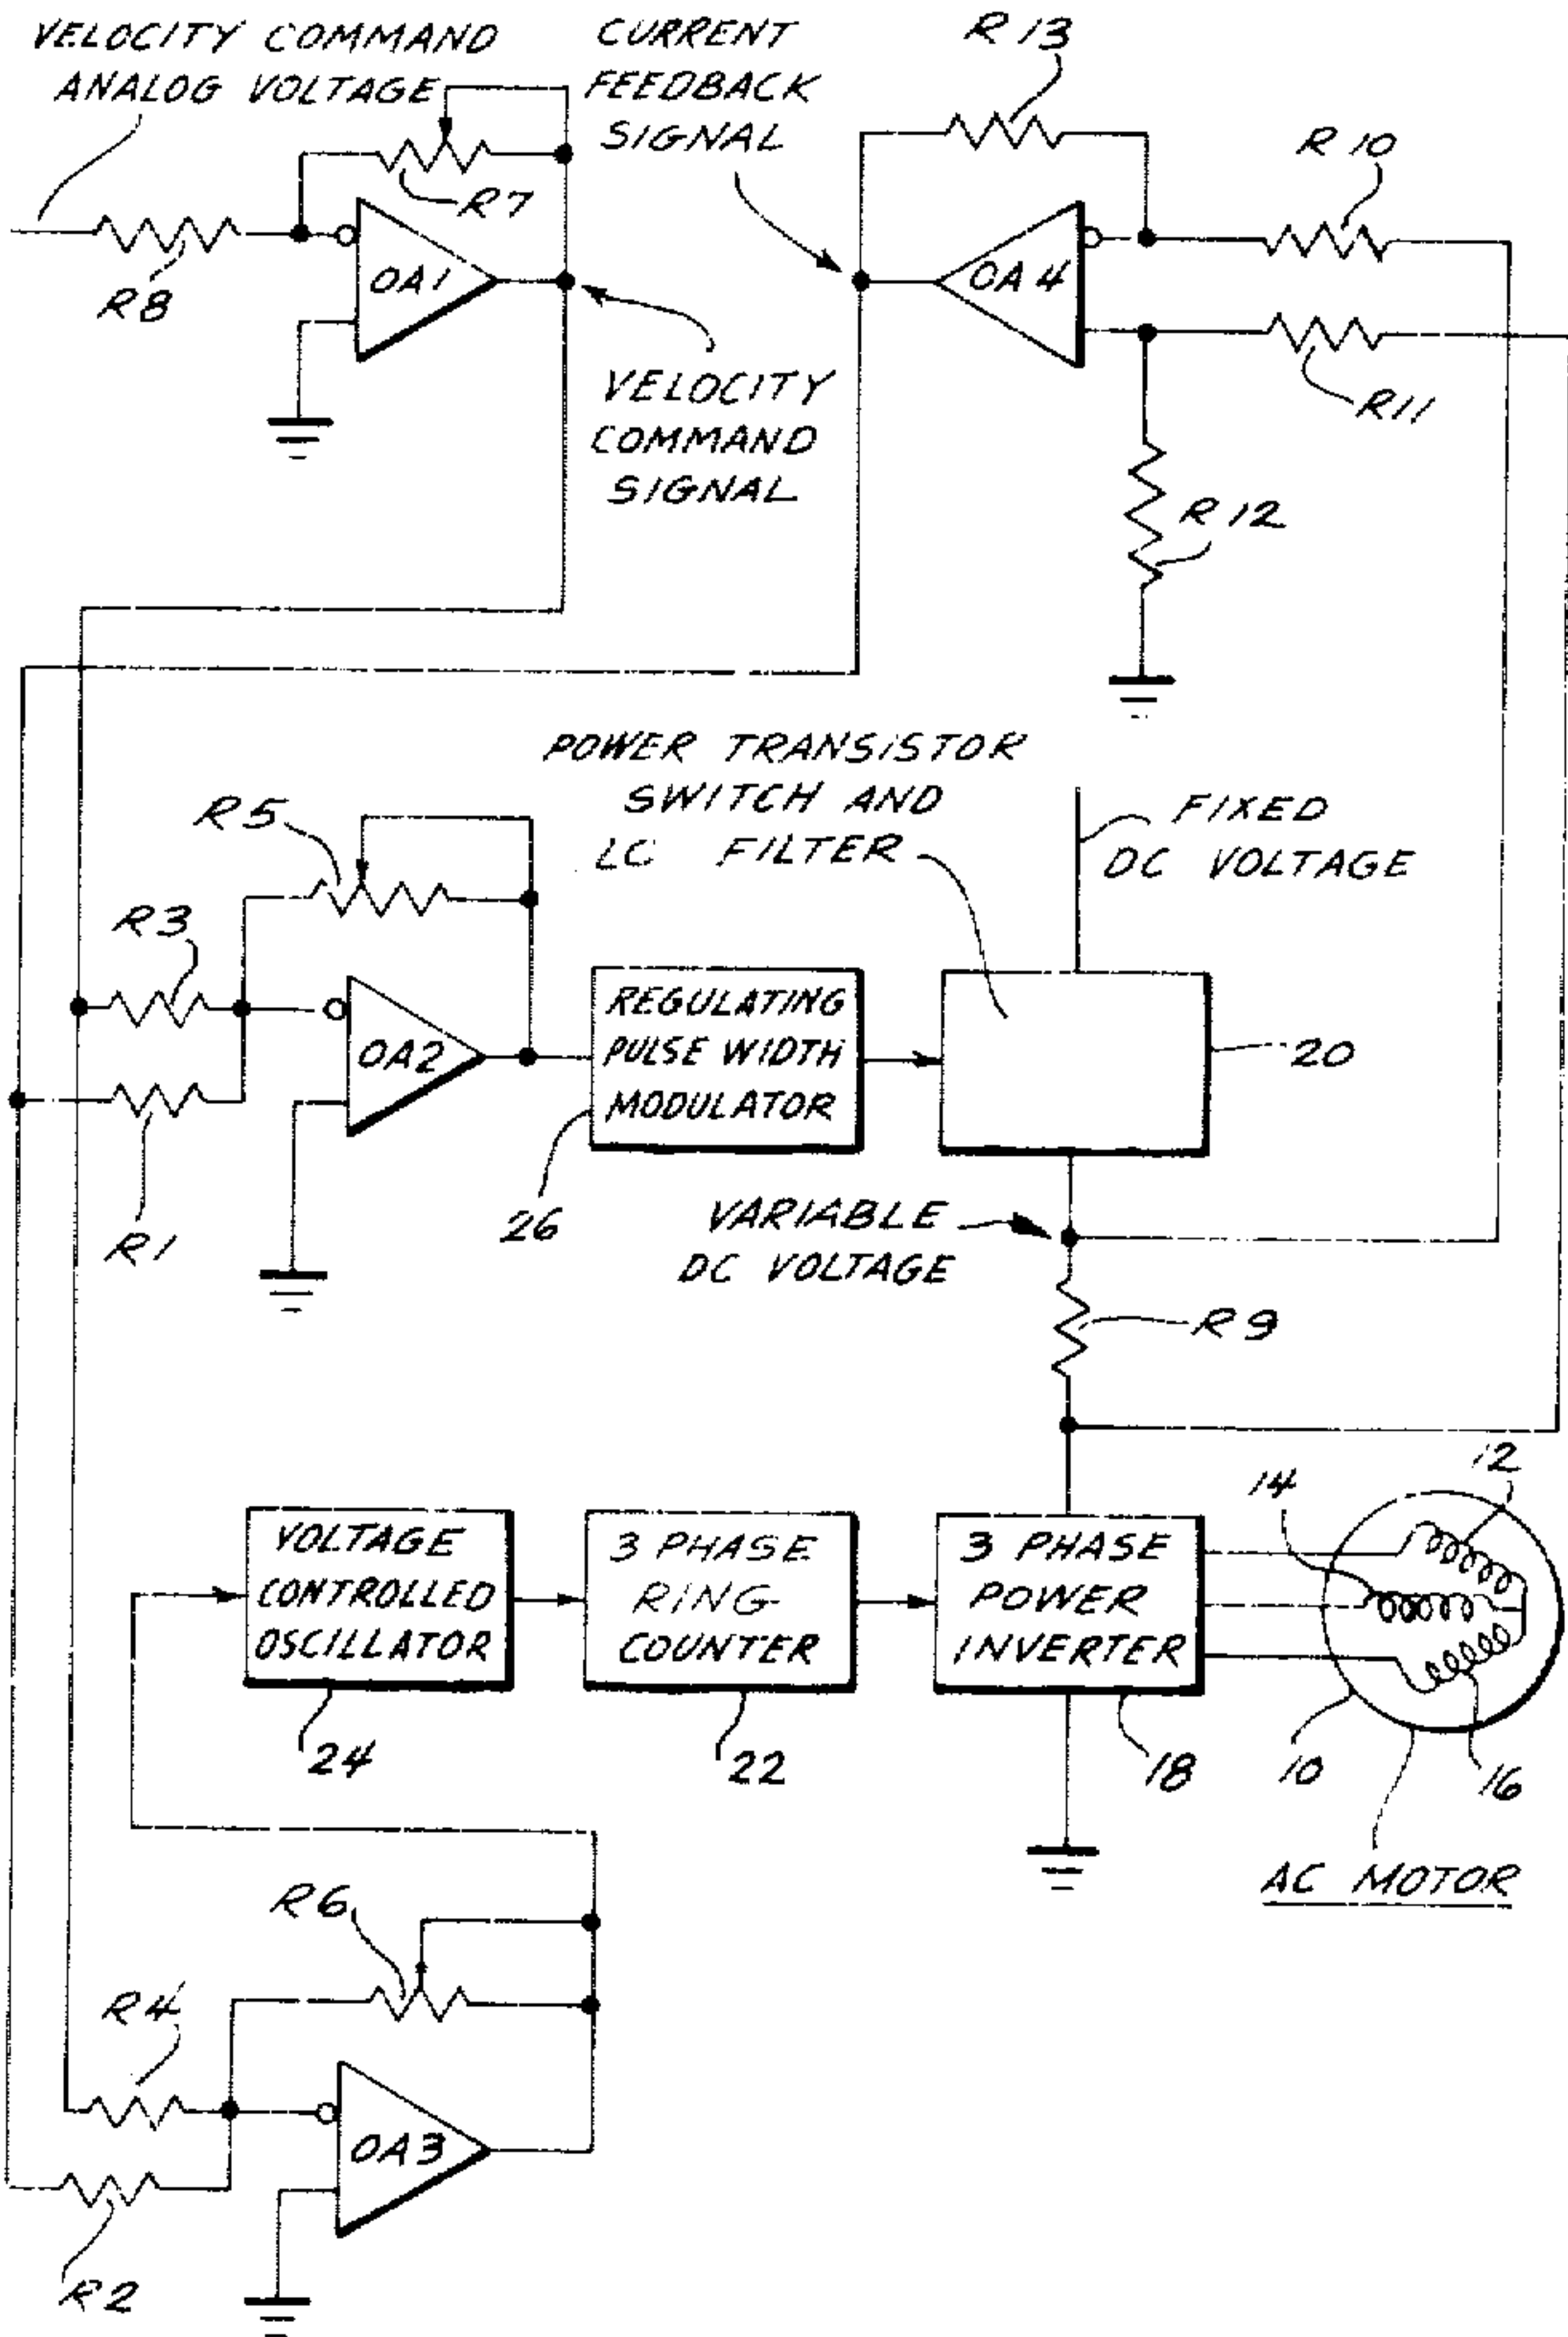 VELOCITY COMMAND
ANALOG VOLTAGE
CURRENT
FEEDBACK
SIGNAL
R13
R10
R7
R8
OA1
OA4
R11
VELOCITY
COMMAND
SIGNAL
R12
POWER TRANSISTOR
SWITCH AND
LC FILTER
FIXED
DC VOLTAGE
R5
R3
OA2
REGULATING
PULSE WIDTH
MODULATOR
20
R1
26
VARIABLE
DC VOLTAGE
R9
12
14
VOLTAGE
CONTROLLED
OSCILLATOR
3 PHASE
RING
COUNTER
3 PHASE
POWER
INVERTER
24
22
18
10
16
AC MOTOR
R6
R4
OA3
R2